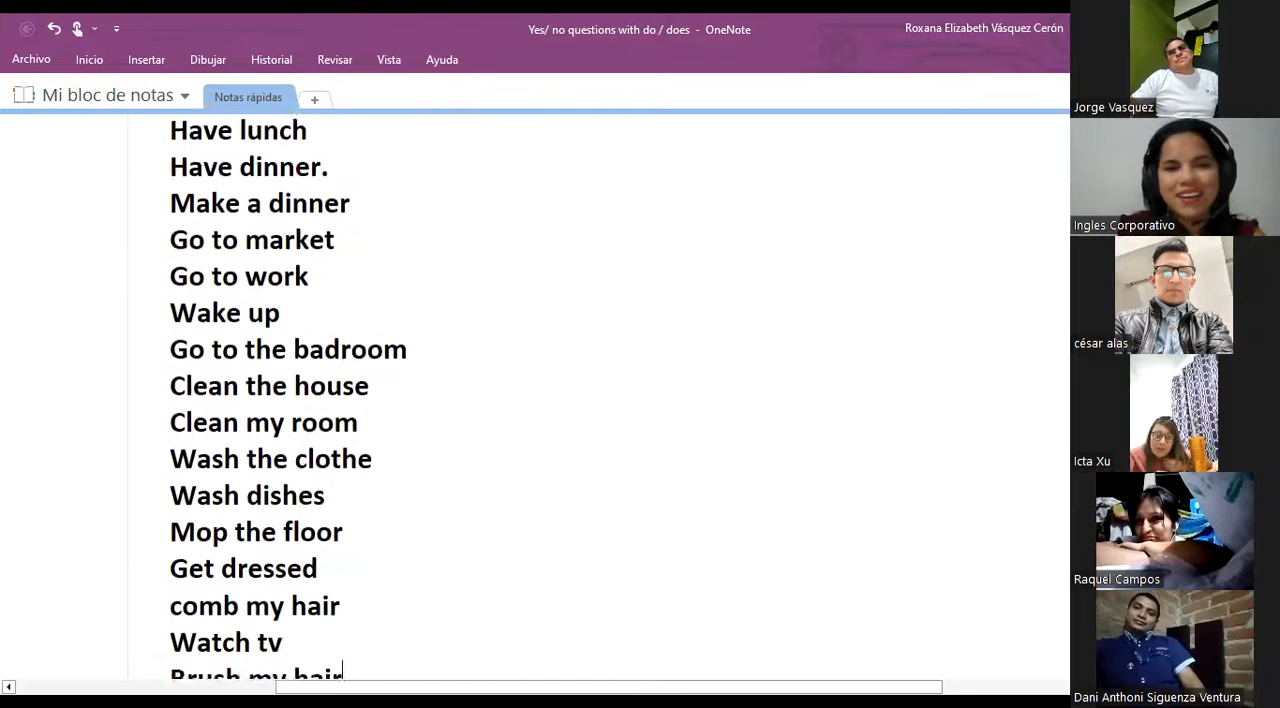 Yes/ no questions with do / does - OneNote
Roxana Elizabeth Vásquez Cerón
Archivo Inicio Insertar Dibujar Historial Revisar Vista Ayuda
Mi bloc de notas
Notas rápidas
+
Have lunch
Have dinner.
Make a dinner
Go to market
Go to work
Wake up
Go to the badroom
Clean the house
Clean my room
Wash the clothe
Wash dishes
Mop the floor
Get dressed
comb my hair
Watch tv
Brush my hair
Jorge Vasquez
Ingles Corporativo
césar alas
Icta Xu
Raquel Campos
Dani Anthoni Siguenza Ventura